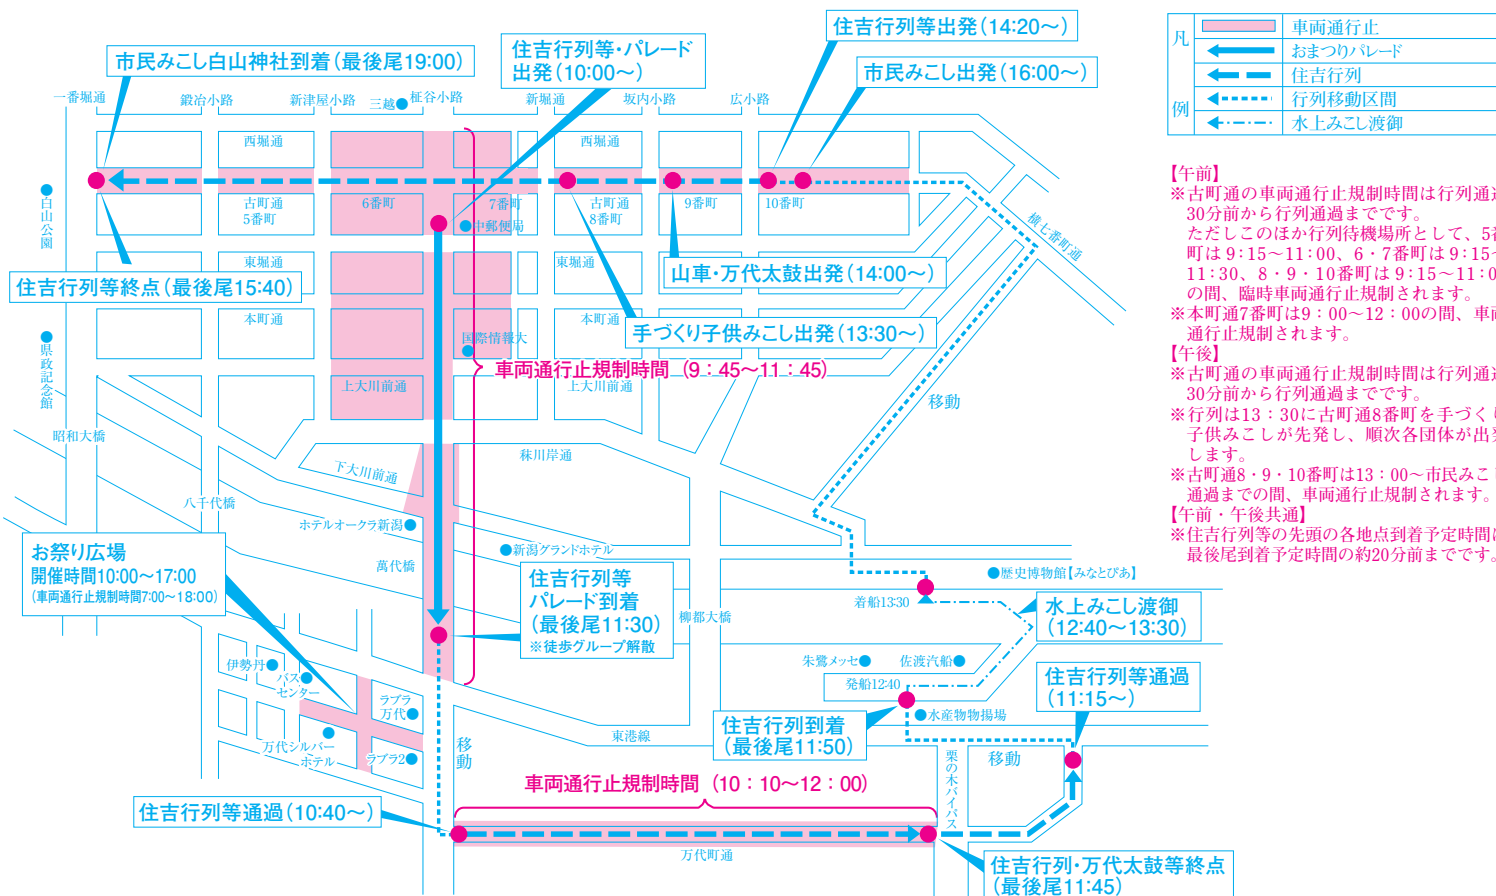 住吉行列等出発(14:20〜)
住吉行列等・パレード
出発(10:00〜)
市民みこし白山神社到着(最後尾19:00)
市民みこし出発(16:00〜)
凡例
車両通行止
おまつりパレード
住吉行列
行列移動区間
水上みこし渡御
一番堀通
鍛冶小路
新津屋小路
三越
柾谷小路
新堀通
坂内小路
広小路
西堀通
西堀通
古町通
5番町
6番町
7番町
古町通
8番町
9番町
10番町
白山公園
中郵便局
横七番町通
東堀通
東堀通
山車・万代太鼓出発(14:00〜)
住吉行列等終点(最後尾15:40)
本町通
本町通
手づくり子供みこし出発(13:30〜)
国際情報大
県政記念館
車両通行止規制時間 (9:45〜11:45)
上大川前通
上大川前通
移動
昭和大橋
秣川岸通
下大川前通
八千代橋
ホテルオークラ新潟
新潟グランドホテル
お祭り広場
開催時間10:00〜17:00
(車両通行止規制時間7:00〜18:00)
萬代橋
住吉行列等
パレード到着
(最後尾11:30)
※徒歩グループ解散
歴史博物館【みなとぴあ】
着船13:30
水上みこし渡御
(12:40〜13:30)
柳都大橋
朱鷺メッセ
佐渡汽船
発船12:40
住吉行列等通過
(11:15〜)
伊勢丹
バス
センター
ラブラ
万代
万代シルバー
ホテル
ラブラ2
住吉行列到着
(最後尾11:50)
水産物物揚場
東港線
移動
栗の木バイパス
移動
車両通行止規制時間 (10:10〜12:00)
住吉行列等通過(10:40〜)
万代町通
住吉行列・万代太鼓等終点
(最後尾11:45)
【午前】
※古町通の車両通行止規制時間は行列通
30分前から行列通過までです。
ただしこのほか行列待機場所として、5
町は9:15〜11:00、6・7番町は9:15〜
11:30、8・9・10番町は9:15〜11:0
の間、臨時車両通行止規制されます。
※本町通7番町は9:00〜12:00の間、車
通行止規制されます。
【午後】
※古町通の車両通行止規制時間は行列通
30分前から行列通過までです。
※行列は13:30に古町通8番町を手づく
子供みこしが先発し、順次各団体が出
します。
※古町通8・9・10番町は13:00〜市民みこ
通過までの間、車両通行止規制されます。
【午前・午後共通】
※住吉行列等の先頭の各地点到着予定時間
最後尾到着予定時間の約20分前までです。